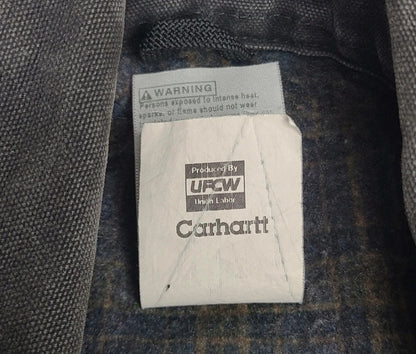 ⚠ WARNING
Persons exposed to intense heat,
sparks, or flame should not wear
Produced By
UFCW
Union Labor
Carhartt